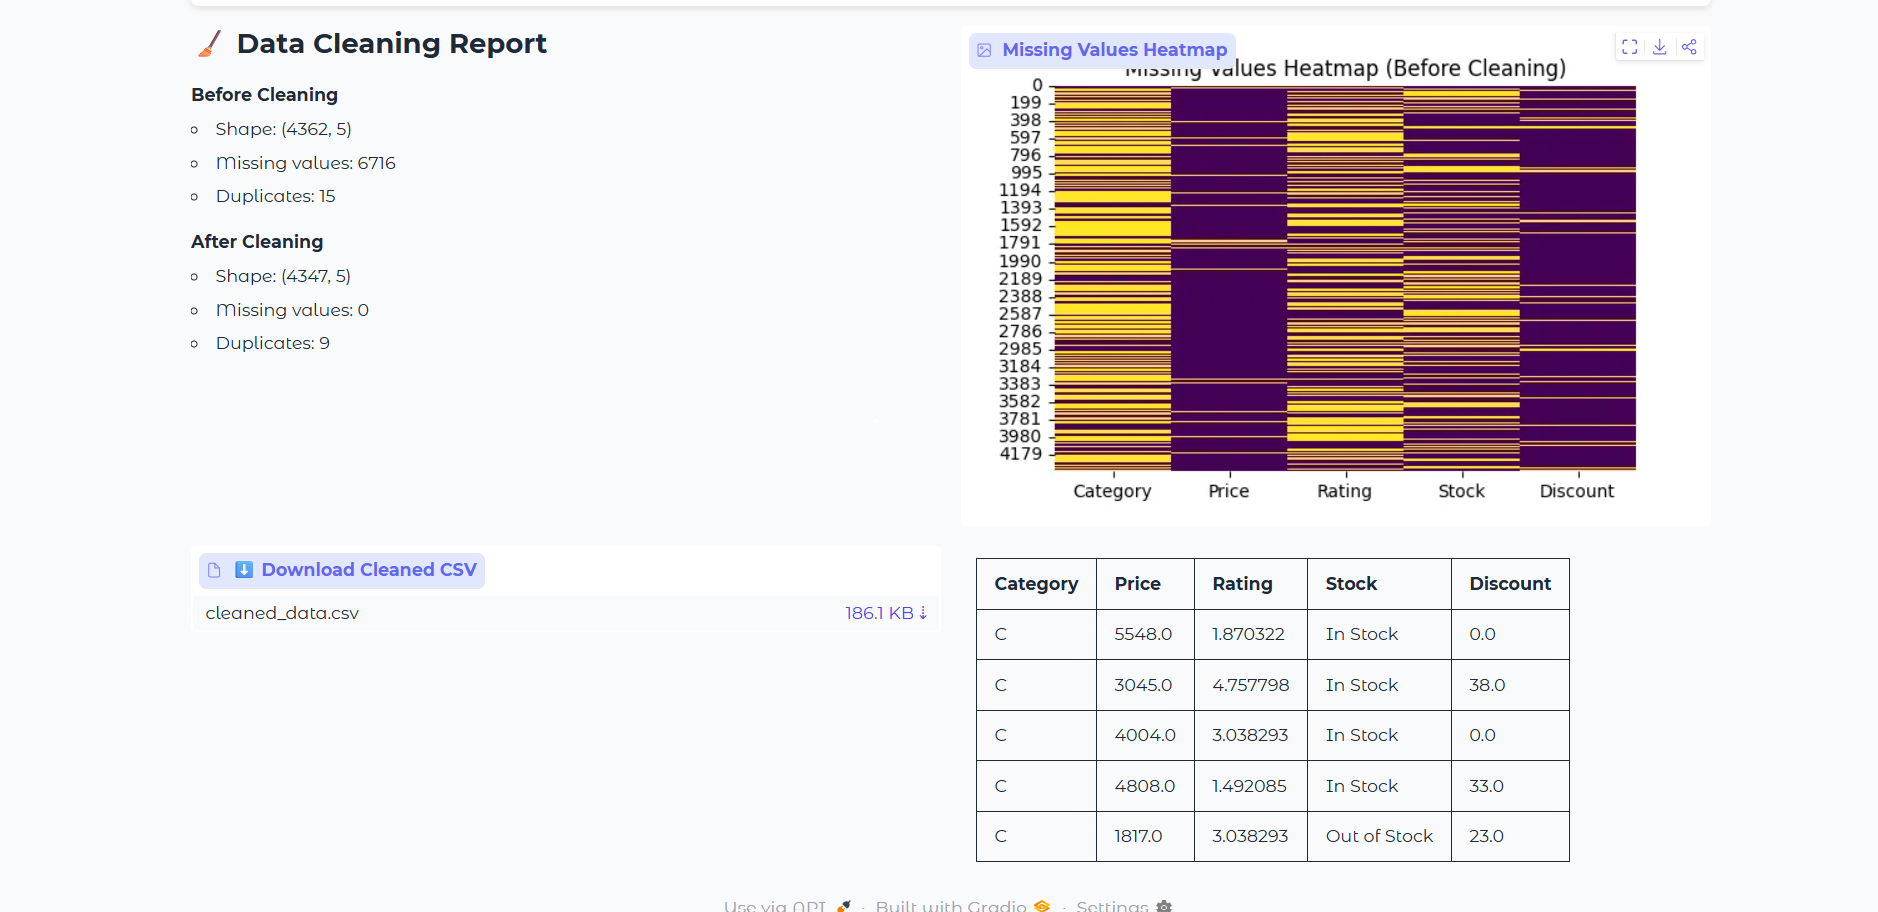 Data Cleaning Report
Before Cleaning
Shape: (4362, 5)
Missing values: 6716
Duplicates: 15
After Cleaning
Shape: (4347, 5)
Missing values: 0
Duplicates: 9
Missing Values Heatmap
Missing Values Heatmap (Before Cleaning)
0
199
398
597
796
995
1194
1393
1592
1791
1990
2189
2388
2587
2786
2985
3184
3383
3582
3781
3980
4179
Category Price Rating Stock Discount
Download Cleaned CSV
cleaned_data.csv 186.1 KB ⇣
Category Price Rating Stock Discount
C 5548.0 1.870322 In Stock 0.0
C 3045.0 4.757798 In Stock 38.0
C 4004.0 3.038293 In Stock 0.0
C 4808.0 1.492085 In Stock 33.0
C 1817.0 3.038293 Out of Stock 23.0
Use via API · Built with Gradio · Settings